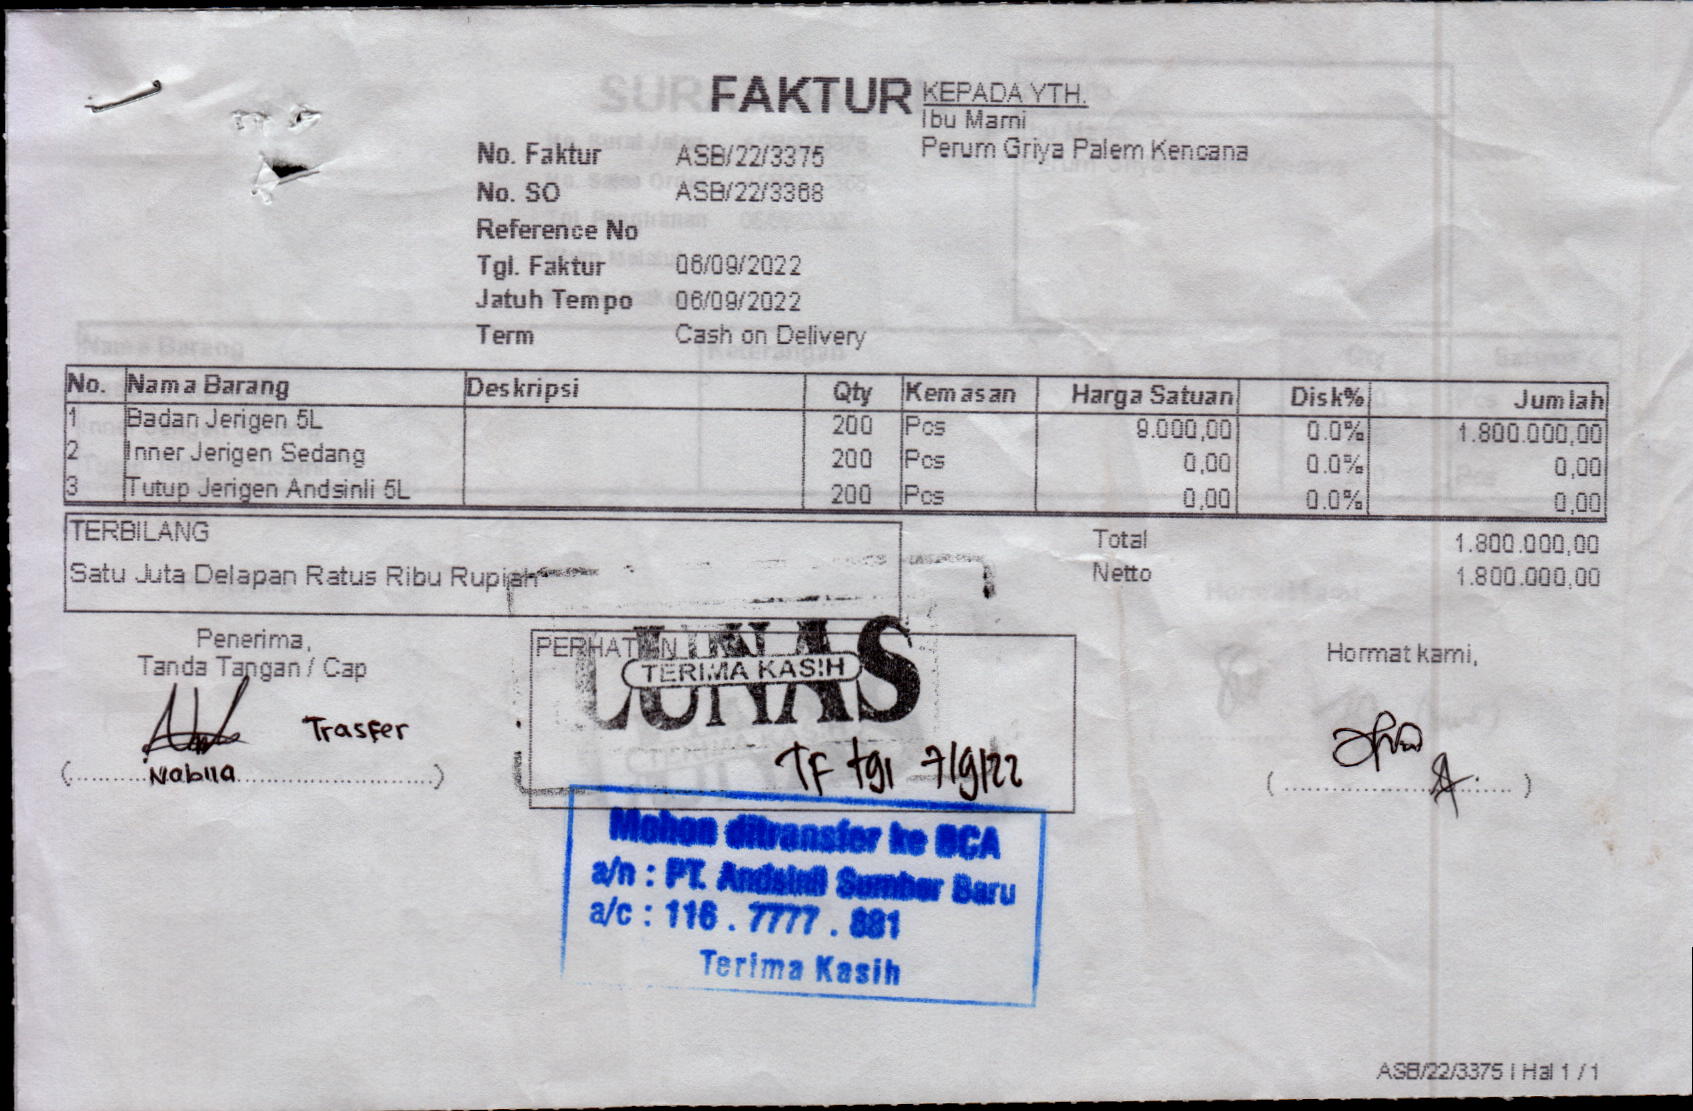 FAKTUR
KEPADA YTH.
Ibu Marni
Perum Griya Palem Kencana
No. Faktur ASB/22/3375
No. SO ASB/22/3368
Reference No
Tgl. Faktur 06/09/2022
Jatuh Tempo 06/09/2022
Term Cash on Delivery
No. Nama Barang Deskripsi Qty Kemasan Harga Satuan Disk% Jumlah
1 Badan Jerigen 5L 200 Pcs 9.000,00 0.0% 1.800.000,00
2 Inner Jerigen Sedang 200 Pcs 0,00 0.0% 0,00
3 Tutup Jerigen Andsinli 5L 200 Pcs 0,00 0.0% 0,00
TERBILANG
Satu Juta Delapan Ratus Ribu Rupiah
Total 1.800.000,00
Netto 1.800.000,00
Penerima,
Tanda Tangan / Cap
Trasfer
Nabila
PERHATIAN
LUNAS
TERIMA KASIH
TF tgl 7/9/22
Hormat kami,
Mohon ditransfer ke BCA
a/n : PT. Andsinli Sumber Baru
a/c : 116 . 7777 . 881
Terima Kasih
ASB/22/3375 | Hal 1 / 1